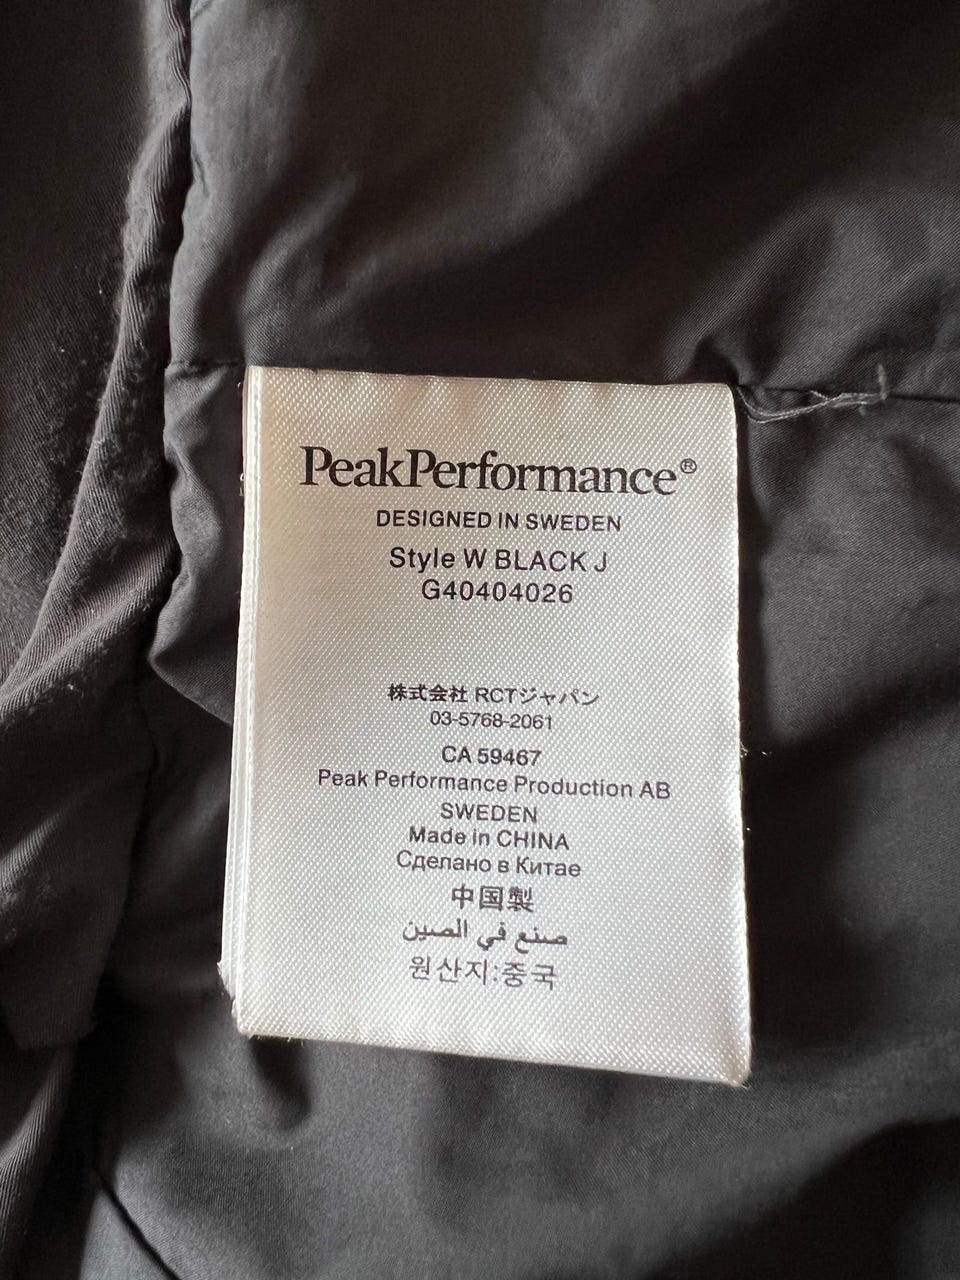 PeakPerformance®
DESIGNED IN SWEDEN
Style W BLACK J
G40404026
株式会社 RCTジャパン
03-5768-2061
CA 59467
Peak Performance Production AB
SWEDEN
Made in CHINA
Сделано в Китае
中国製
صنع في الصين
원산지:중국